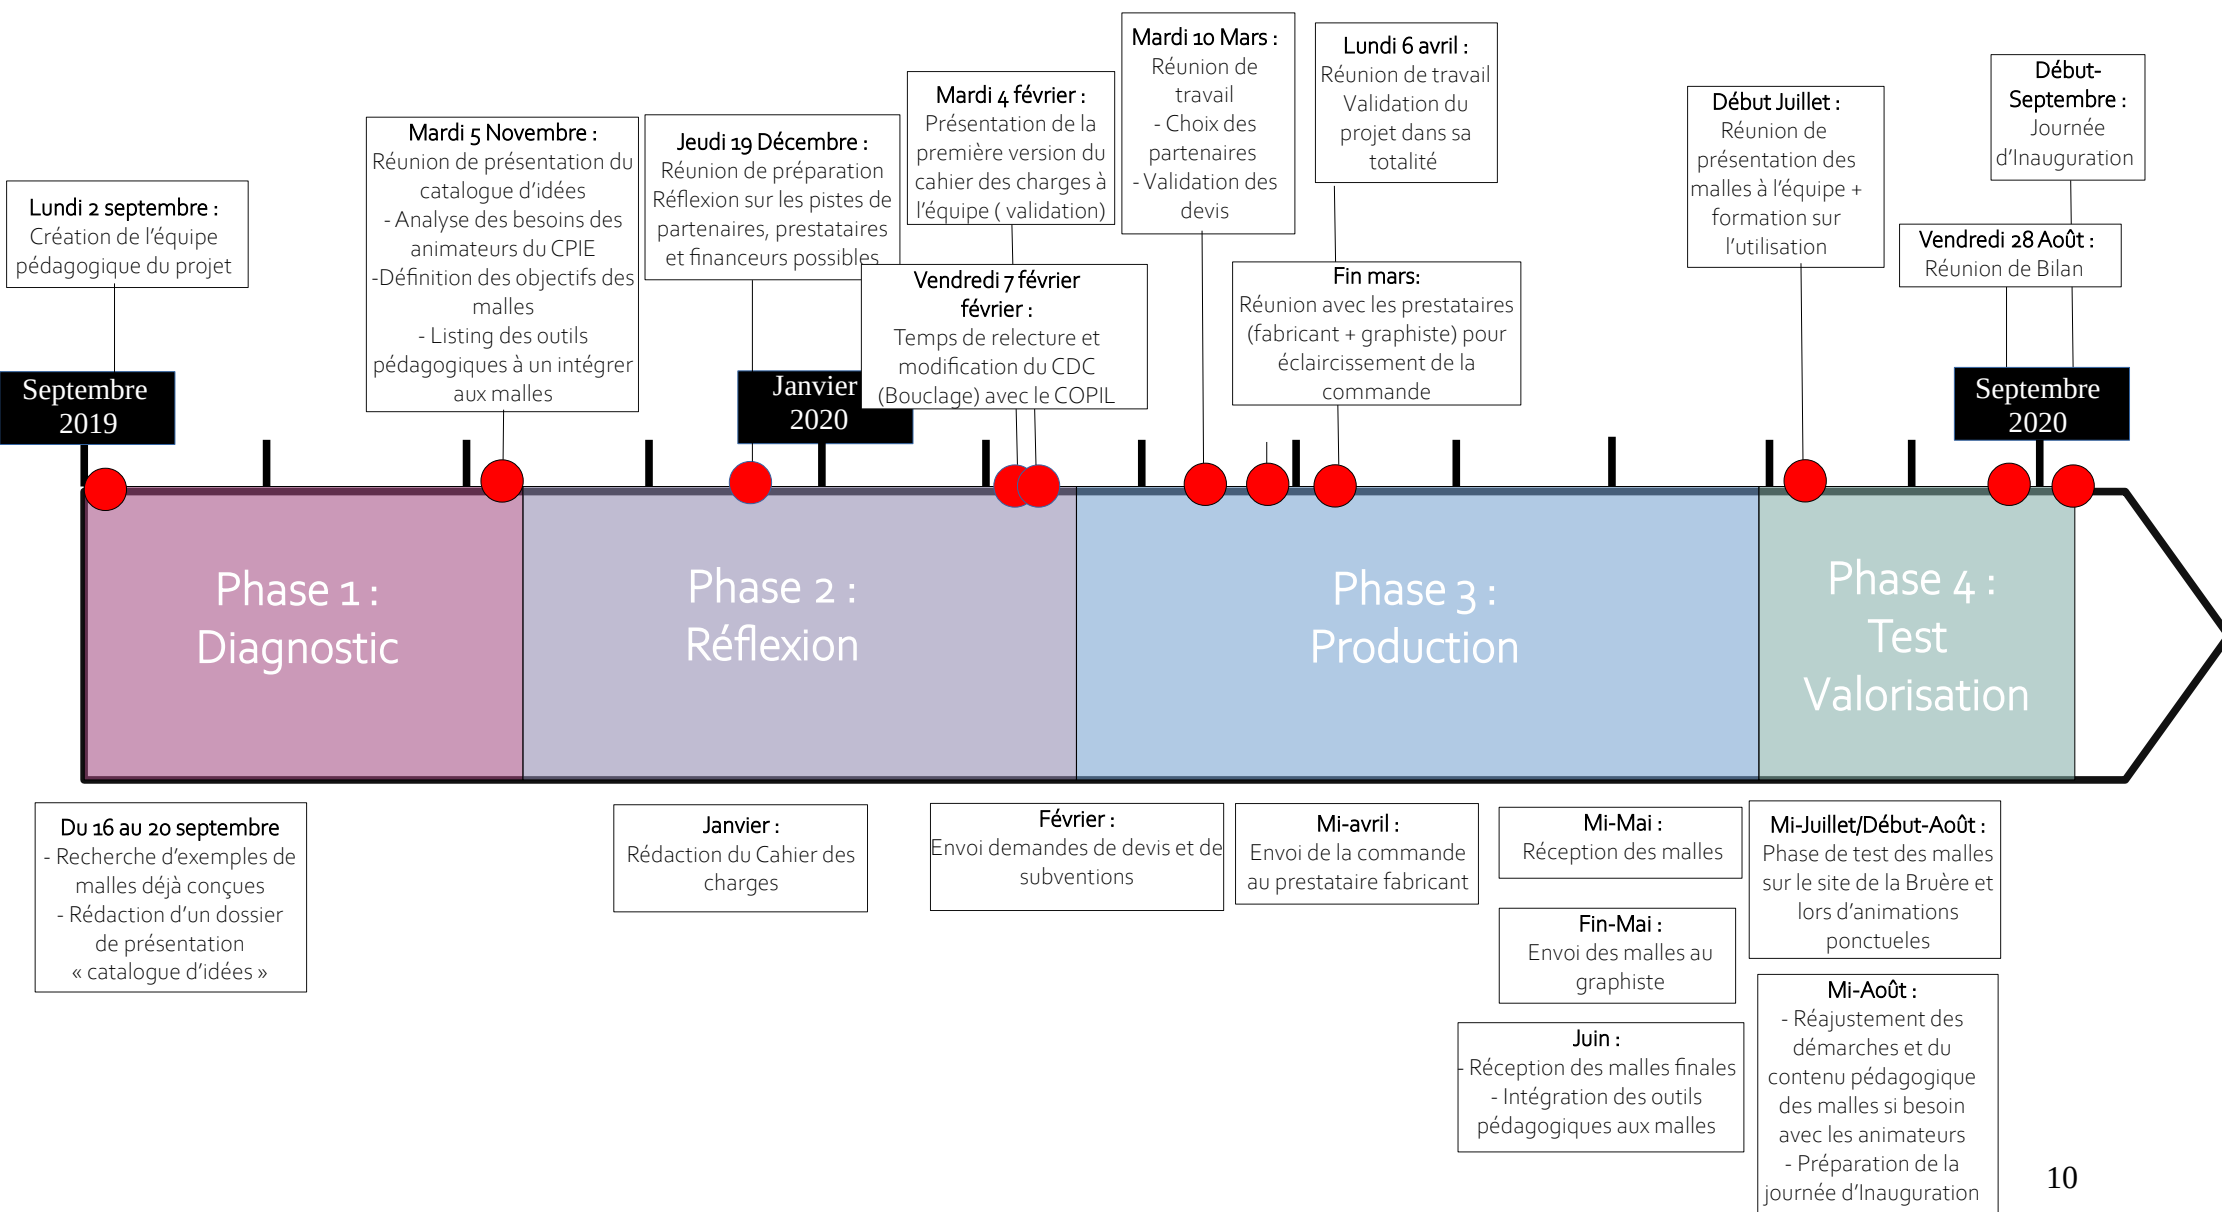 Lundi 2 septembre :
Création de l’équipe
pédagogique du projet
Mardi 5 Novembre :
Réunion de présentation du
catalogue d’idées
- Analyse des besoins des
animateurs du CPIE
-Définition des objectifs des
malles
- Listing des outils
pédagogiques à un intégrer
aux malles
Jeudi 19 Décembre :
Réunion de préparation
Réflexion sur les pistes de
partenaires, prestataires
et financeurs possibles
Mardi 4 février :
Présentation de la
première version du
cahier des charges à
l’équipe ( validation)
Vendredi 7 février
février :
Temps de relecture et
modification du CDC
(Bouclage) avec le COPIL
Mardi 10 Mars :
Réunion de
travail
- Choix des
partenaires
- Validation des
devis
Fin mars:
Réunion avec les prestataires
(fabricant + graphiste) pour
éclaircissement de la
commande
Lundi 6 avril :
Réunion de travail
Validation du
projet dans sa
totalité
Début Juillet :
Réunion de
présentation des
malles à l’équipe +
formation sur
l’utilisation
Vendredi 28 Août :
Réunion de Bilan
Début-
Septembre :
Journée
d’Inauguration
Septembre
2019
Janvier
2020
Septembre
2020
Phase 1 :
Diagnostic
Phase 2 :
Réflexion
Phase 3 :
Production
Phase 4 :
Test
Valorisation
Du 16 au 20 septembre
- Recherche d’exemples de
malles déjà conçues
- Rédaction d’un dossier
de présentation
« catalogue d’idées »
Janvier :
Rédaction du Cahier des
charges
Février :
Envoi demandes de devis et de
subventions
Mi-avril :
Envoi de la commande
au prestataire fabricant
Mi-Mai :
Réception des malles
Fin-Mai :
Envoi des malles au
graphiste
Juin :
- Réception des malles finales
- Intégration des outils
pédagogiques aux malles
Mi-Juillet/Début-Août :
Phase de test des malles
sur le site de la Bruère et
lors d’animations
ponctueles
Mi-Août :
- Réajustement des
démarches et du
contenu pédagogique
des malles si besoin
avec les animateurs
- Préparation de la
journée d’Inauguration
10